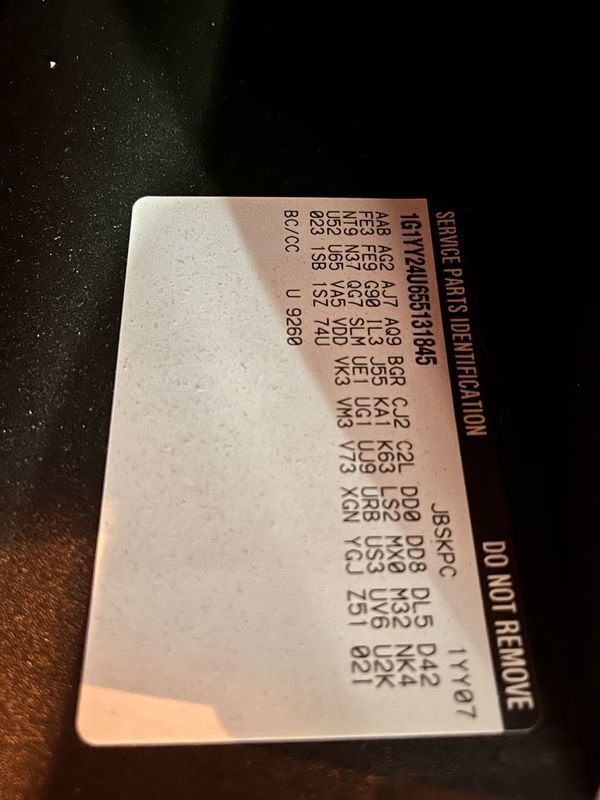 SERVICE PARTS IDENTIFICATION DO NOT REMOVE
1G1YY24U655131845 JBSKPC 1YY07
AAB AG2 AJ7 AQ9 BGR CJ2 C2L DD0 DD8 DL5 D42
FE3 FE9 G90 IL3 J55 KA1 K63 LS2 MX0 M32 NK4
NT9 N37 QG7 SLM UE1 UG1 UJ9 URB US3 UV6 U2K
U52 U65 VA5 VDD VK3 VM3 V73 XGN YGJ Z51 02I
023 1SB 1SZ 74U
BC/CC U 9260